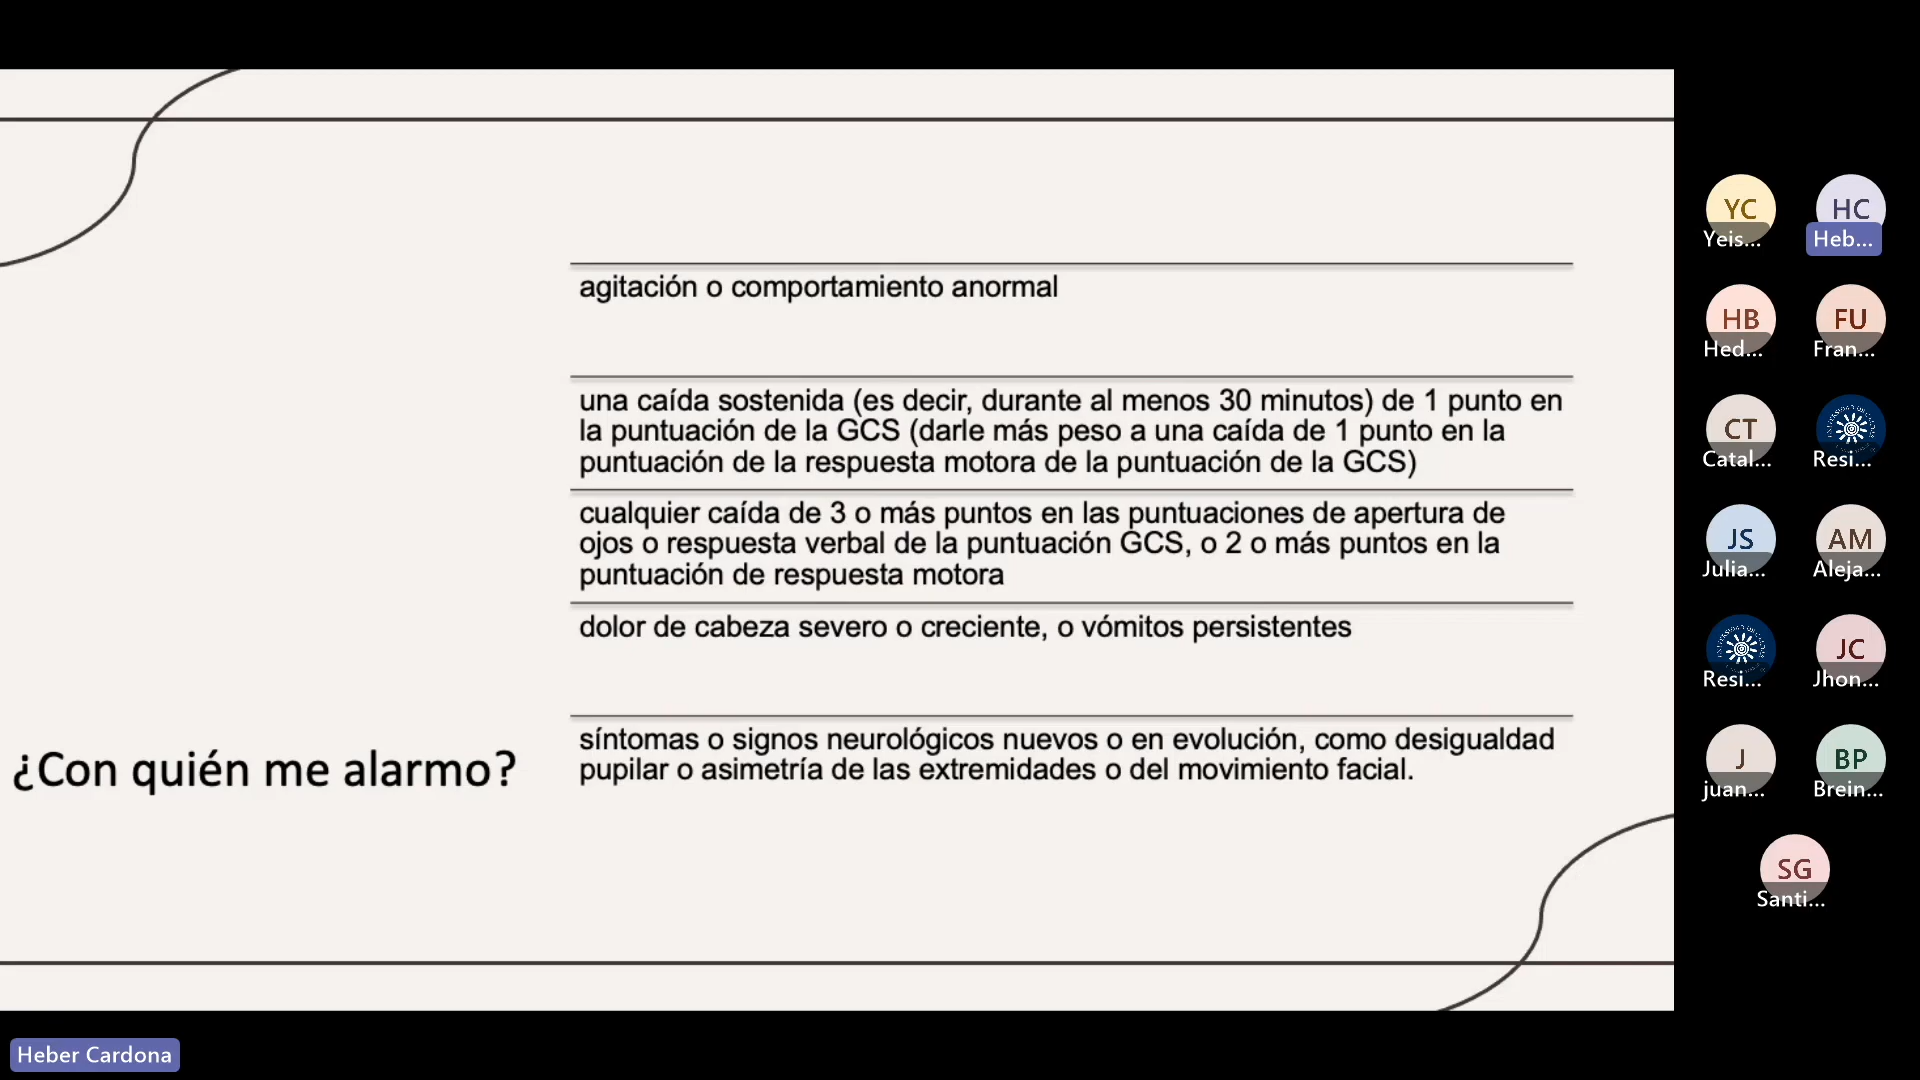 ¿Con quién me alarmo?
agitación o comportamiento anormal
una caída sostenida (es decir, durante al menos 30 minutos) de 1 punto en
la puntuación de la GCS (darle más peso a una caída de 1 punto en la
puntuación de la respuesta motora de la puntuación de la GCS)
cualquier caída de 3 o más puntos en las puntuaciones de apertura de
ojos o respuesta verbal de la puntuación GCS, o 2 o más puntos en la
puntuación de respuesta motora
dolor de cabeza severo o creciente, o vómitos persistentes
síntomas o signos neurológicos nuevos o en evolución, como desigualdad
pupilar o asimetría de las extremidades o del movimiento facial.
YC
Yeis...
HC
Heb...
HB
Hed...
FU
Fran...
CT
Catal...
Resi...
JS
Julia...
AM
Aleja...
Resi...
JC
Jhon...
J
juan...
BP
Brein...
SG
Santi...
Heber Cardona